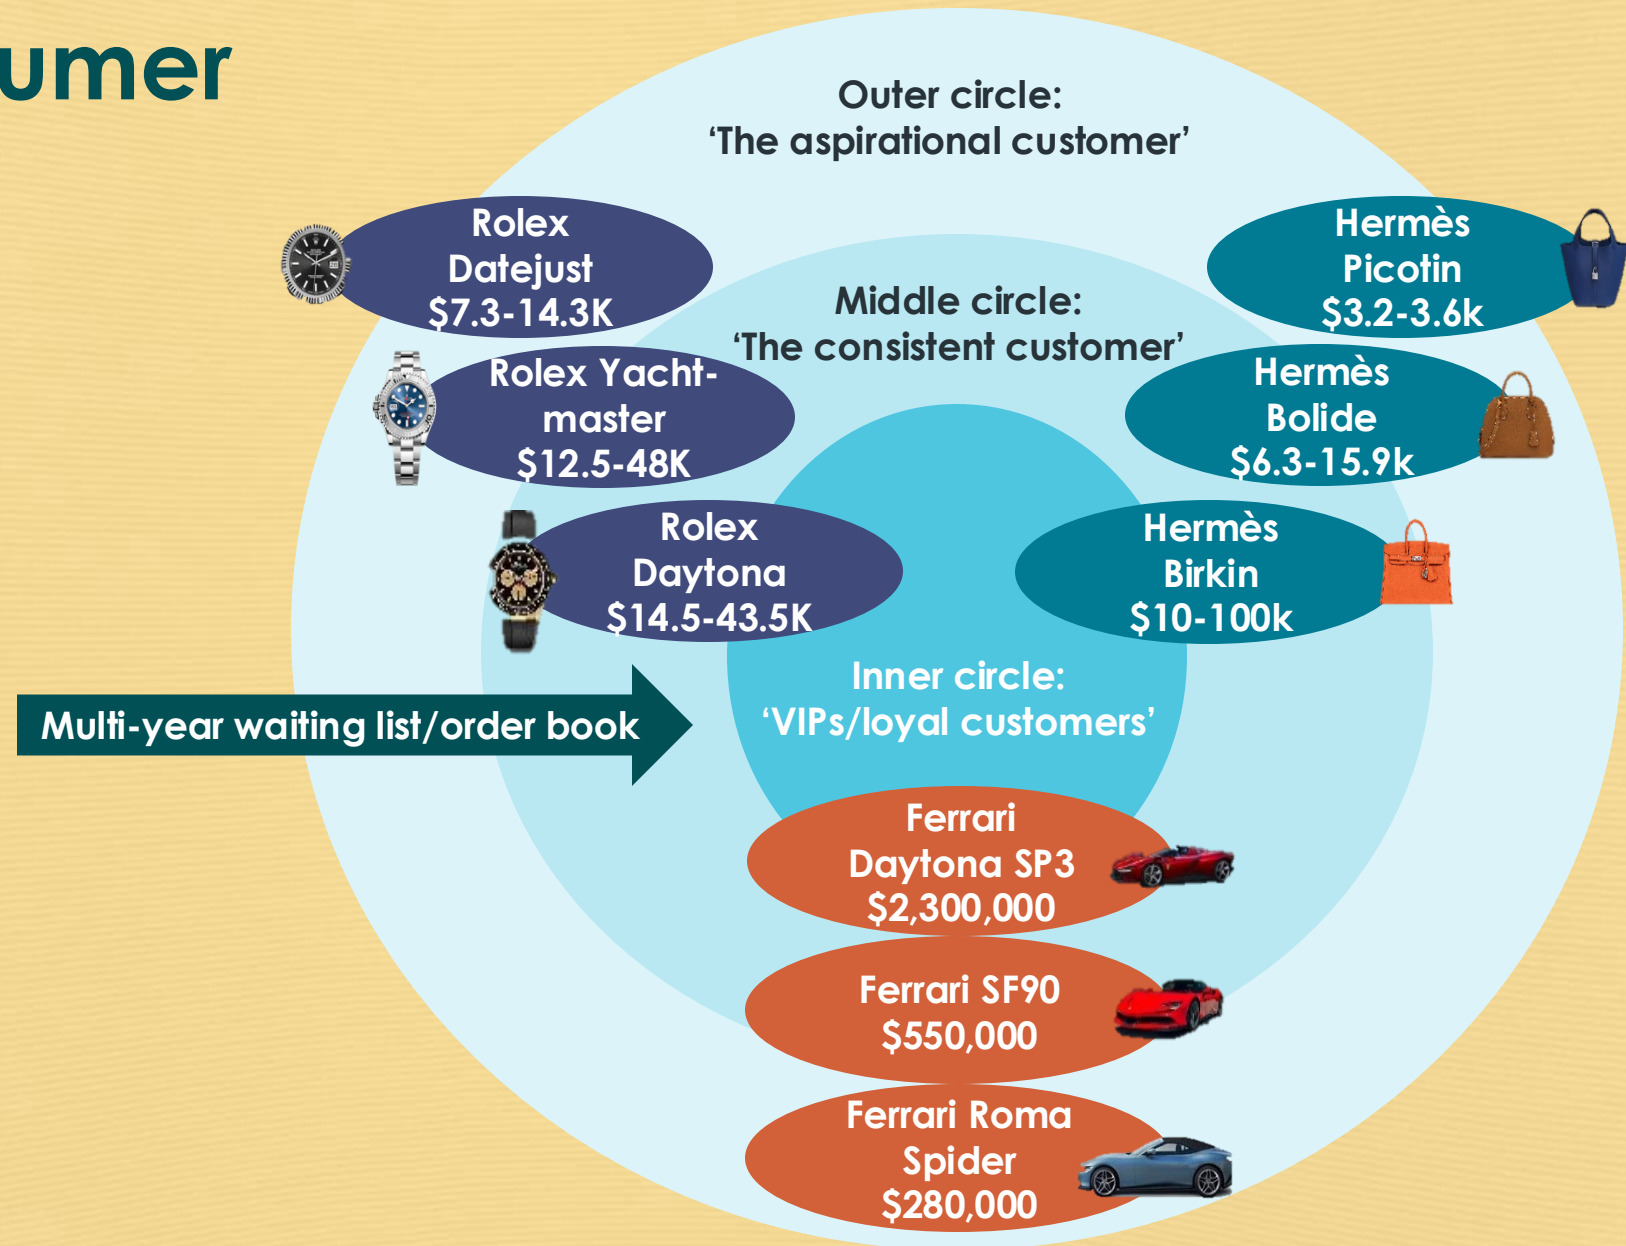 umer
Outer circle:
‘The aspirational customer’
Rolex
Datejust
$7.3-14.3K
Hermès
Picotin
$3.2-3.6k
Middle circle:
‘The consistent customer’
Rolex Yacht-
master
$12.5-48K
Hermès
Bolide
$6.3-15.9k
Rolex
Daytona
$14.5-43.5K
Hermès
Birkin
$10-100k
Inner circle:
‘VIPs/loyal customers’
Multi-year waiting list/order book
Ferrari
Daytona SP3
$2,300,000
Ferrari SF90
$550,000
Ferrari Roma
Spider
$280,000